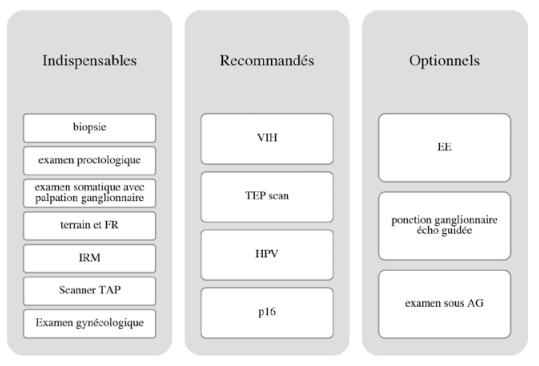 Indispensables
biopsie
examen proctologique
examen somatique avec
palpation ganglionnaire
terrain et FR
IRM
Scanner TAP
Examen gynécologique
Recommandés
VIH
TEP scan
HPV
p16
Optionnels
EE
ponction ganglionnaire
écho guidée
examen sous AG